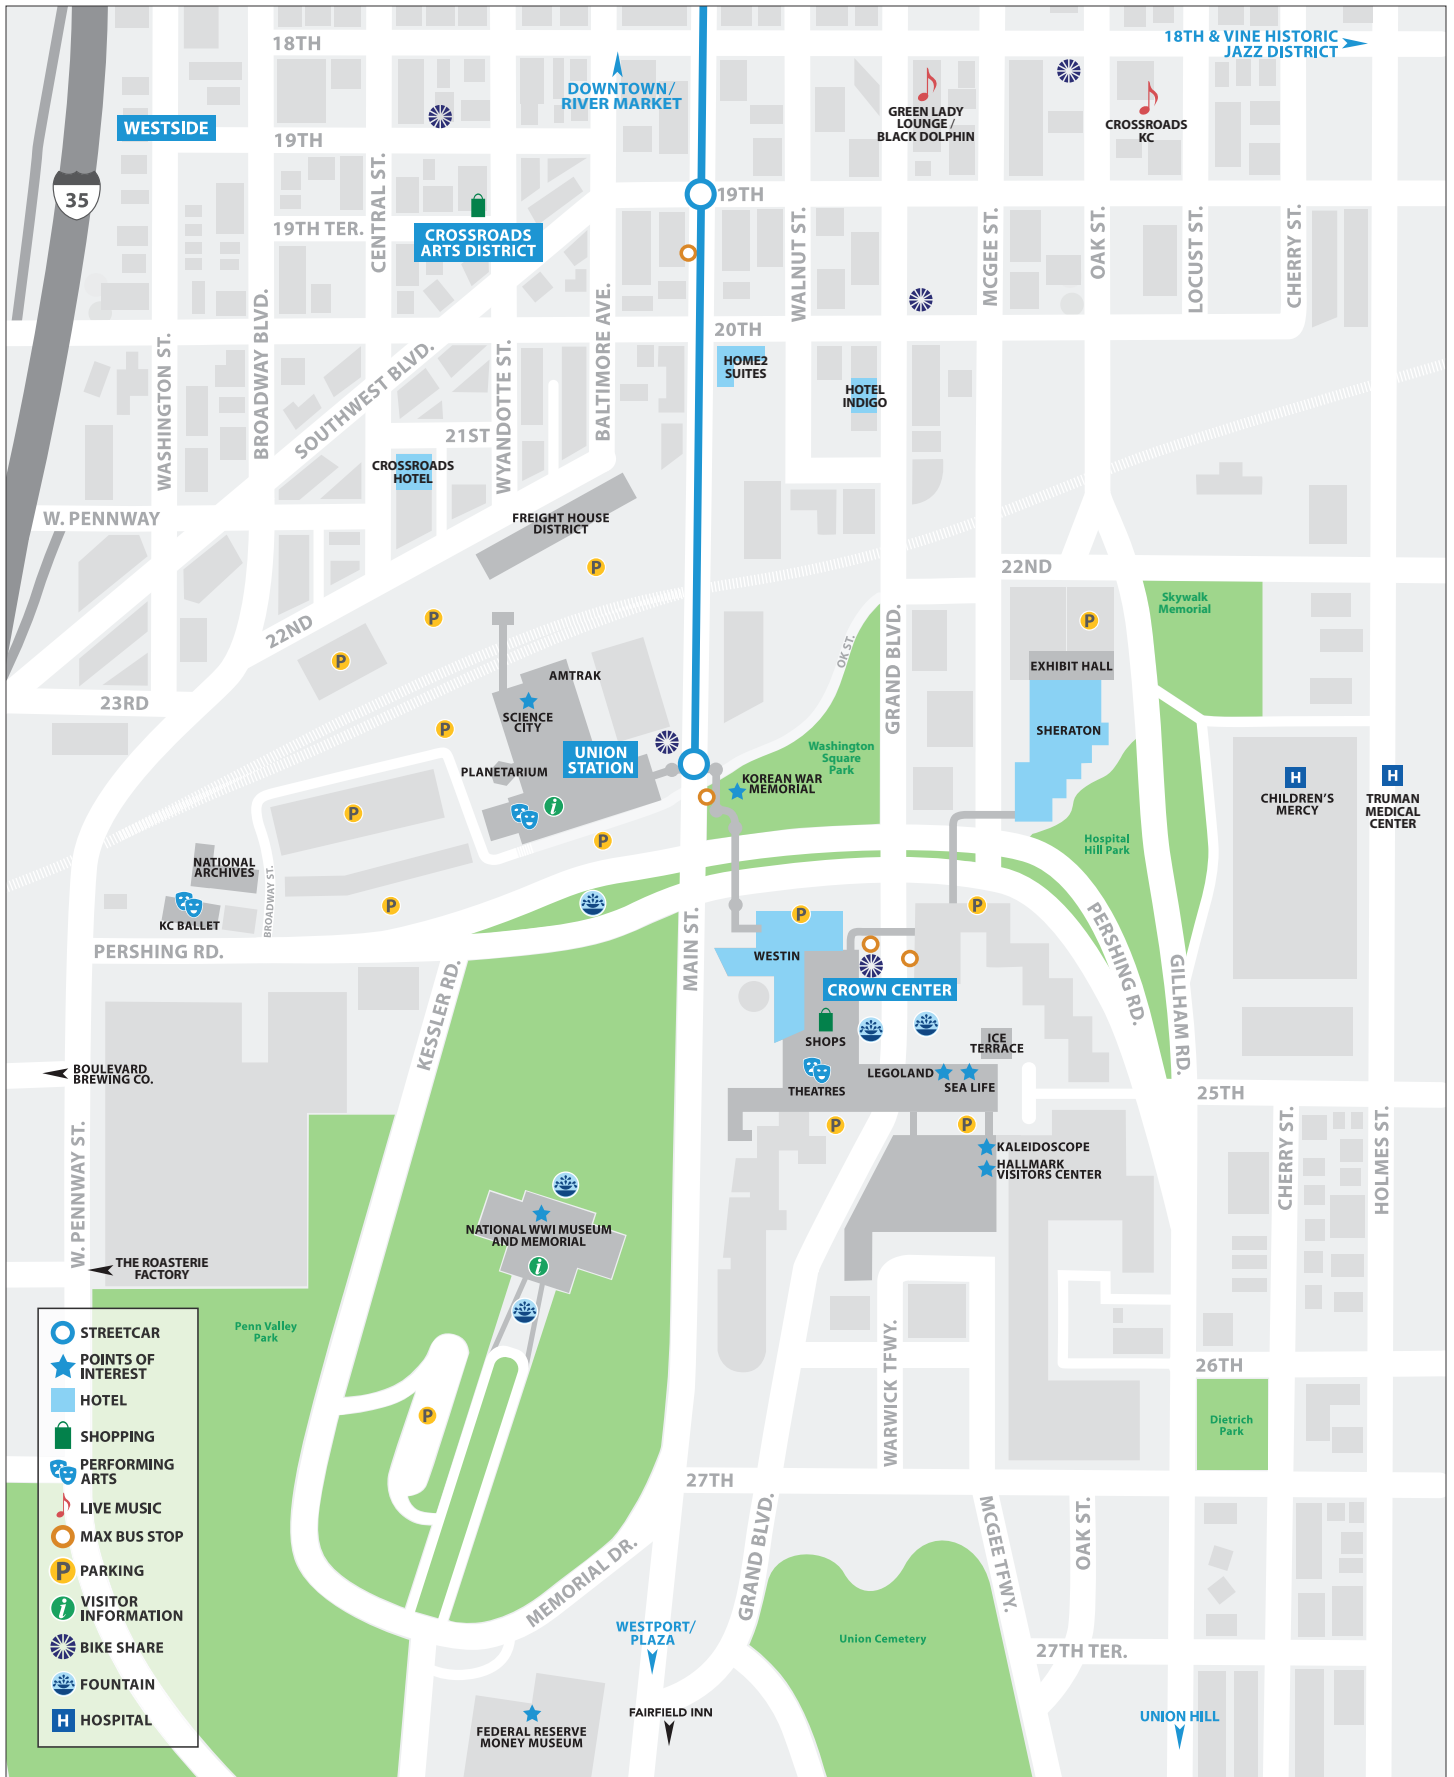 18TH
18TH & VINE HISTORIC
JAZZ DISTRICT
DOWNTOWN/
RIVER MARKET
GREEN LADY
LOUNGE /
BLACK DOLPHIN
CROSSROADS
KC
WESTSIDE
19TH
35
CENTRAL ST.
19TH
19TH TER.
CROSSROADS
ARTS DISTRICT
WALNUT ST.
MCGEE ST.
OAK ST.
LOCUST ST.
CHERRY ST.
BROADWAY BLVD.
BALTIMORE AVE.
WASHINGTON ST.
SOUTHWEST BLVD.
WYANDOTTE ST.
20TH
HOME2
SUITES
HOTEL
INDIGO
21ST
CROSSROADS
HOTEL
W. PENNWAY
FREIGHT HOUSE
DISTRICT
P
22ND
22ND
Skywalk
Memorial
P
P
P
OK ST.
GRAND BLVD.
EXHIBIT HALL
AMTRAK
23RD
SCIENCE
CITY
P
SHERATON
UNION
STATION
Washington
Square
Park
PLANETARIUM
KOREAN WAR
MEMORIAL
H
CHILDREN'S
MERCY
H
TRUMAN
MEDICAL
CENTER
P
i
P
Hospital
Hill Park
NATIONAL
ARCHIVES
BROADWAY ST.
KC BALLET
P
P
P
MAIN ST.
PERSHING RD.
PERSHING RD.
WESTIN
KESSLER RD.
GILLHAM RD.
CROWN CENTER
SHOPS
ICE
TERRACE
BOULEVARD
BREWING CO.
LEGOLAND
SEA LIFE
THEATRES
25TH
P
P
W. PENNWAY ST.
KALEIDOSCOPE
HALLMARK
VISITORS CENTER
CHERRY ST.
HOLMES ST.
NATIONAL WWI MUSEUM
AND MEMORIAL
i
THE ROASTERIE
FACTORY
Penn Valley
Park
WARWICK TFWY.
26TH
P
Dietrich
Park
27TH
STREETCAR
POINTS OF
INTEREST
HOTEL
SHOPPING
PERFORMING
ARTS
LIVE MUSIC
MAX BUS STOP
P PARKING
i VISITOR
INFORMATION
BIKE SHARE
FOUNTAIN
H HOSPITAL
MEMORIAL DR.
GRAND BLVD.
MCGEE TFWY.
OAK ST.
WESTPORT/
PLAZA
Union Cemetery
27TH TER.
FAIRFIELD INN
UNION HILL
FEDERAL RESERVE
MONEY MUSEUM